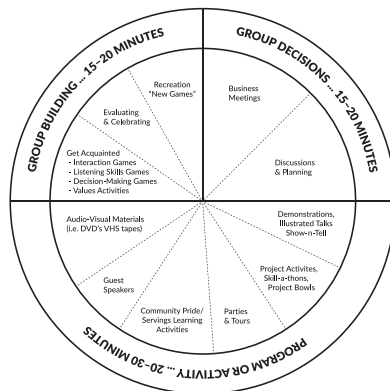 GROUP BUILDING ... 15–20 MINUTES
GROUP DECISIONS ... 15–20 MINUTES
Recreation
"New Games"
Evaluating
& Celebrating
Get Acquainted
- Interaction Games
- Listening Skills Games
- Decision-Making Games
- Values Activities
Business
Meetings
Discussions
& Planning
Audio-Visual Materials
(i.e. DVD's VHS tapes)
Guest
Speakers
Community Pride/
Servings Learning
Activities
Parties
& Tours
Project Activites,
Skill-a-thons,
Project Bowls
Demonstrations,
Illustrated Talks
Show-n-Tell
PROGRAM OR ACTIVITY ... 20–30 MINUTES